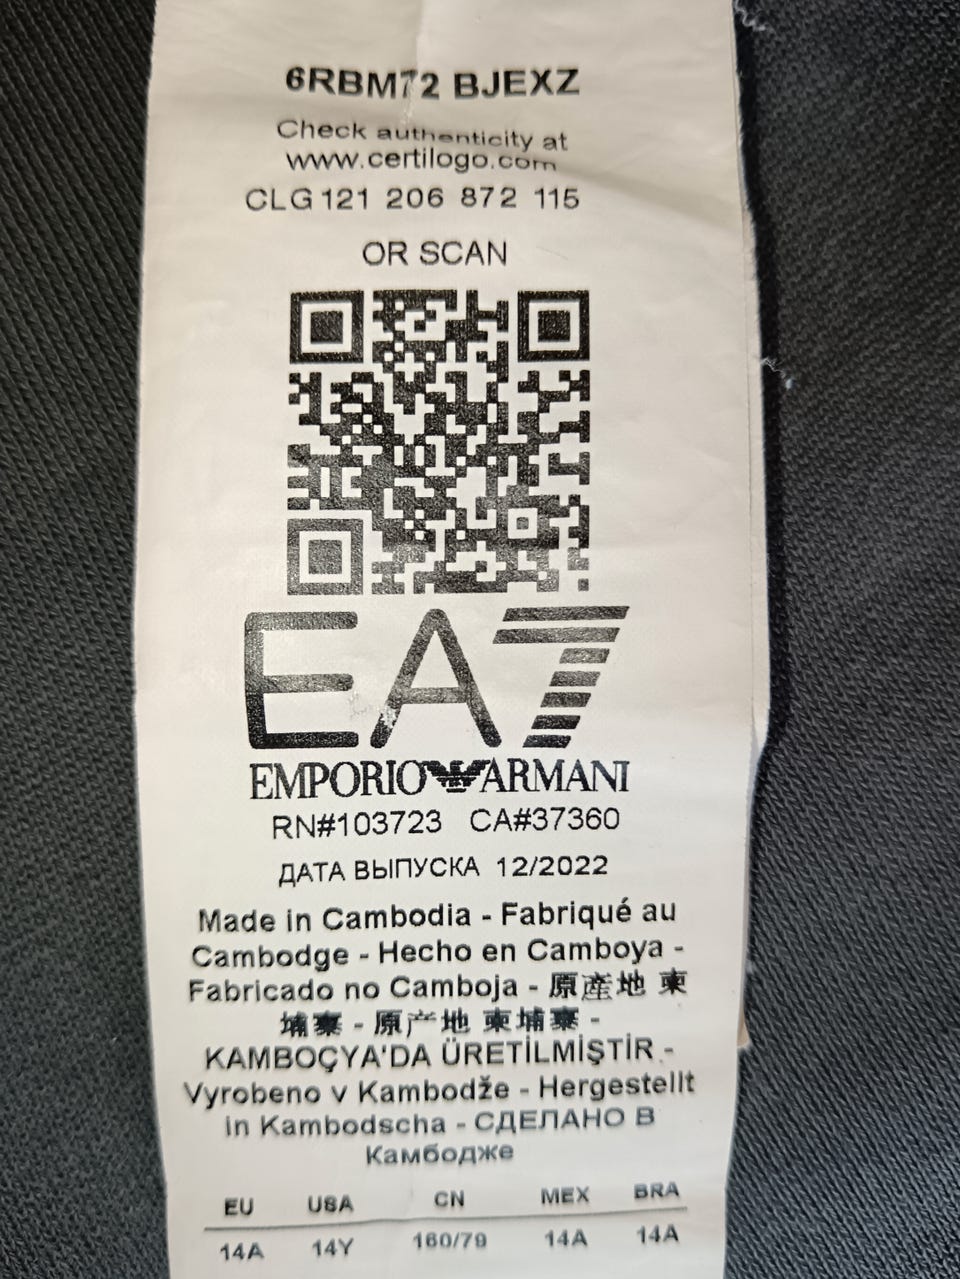 6RBM72 BJEXZ
Check authenticity at
www.certilogo.com
CLG 121 206 872 115
OR SCAN
EA7
EMPORIO ARMANI
RN#103723 CA#37360
ДАТА ВЫПУСКА 12/2022
Made in Cambodia - Fabriqué au
Cambodge - Hecho en Camboya -
Fabricado no Camboja - 原產地 柬
埔寨 - 原产地 柬埔寨 -
KAMBOÇYA'DA ÜRETİLMİŞTİR -
Vyrobeno v Kambodže - Hergestellt
in Kambodscha - СДЕЛАНО В
Камбодже
EU USA CN MEX BRA
14A 14Y 160/79 14A 14A